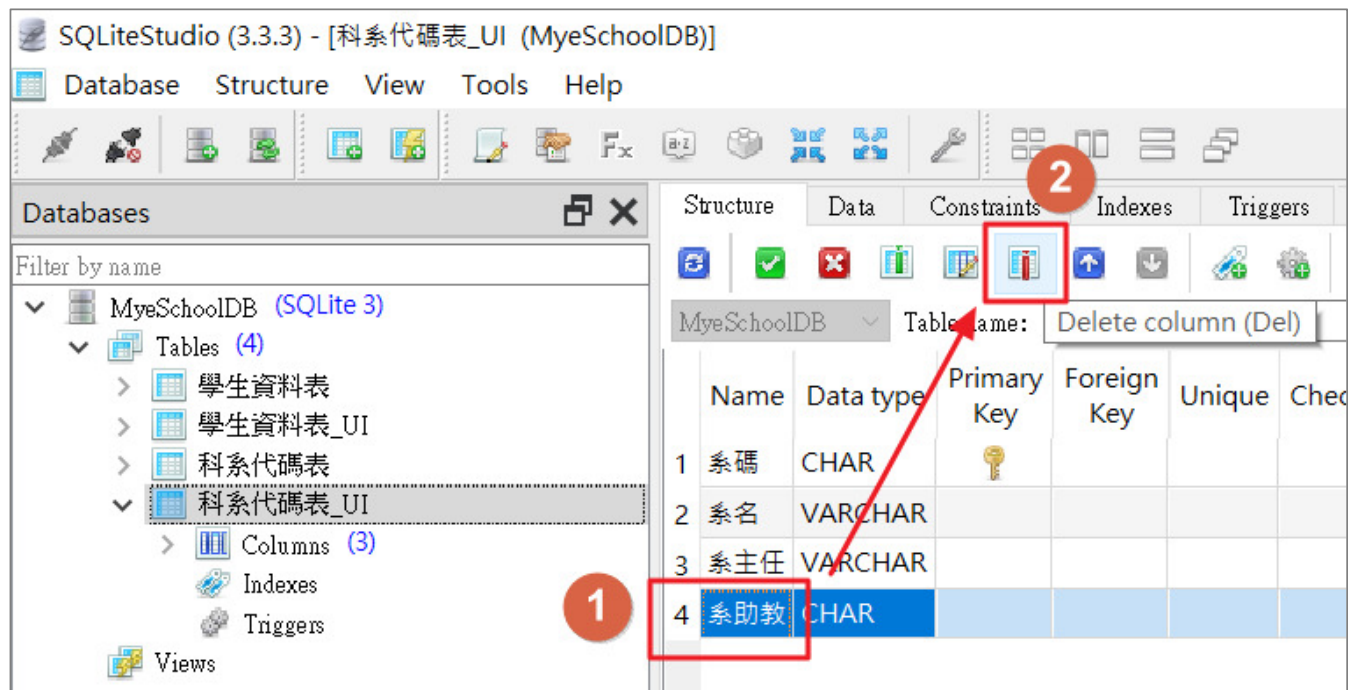 SQLiteStudio (3.3.3) - [科系代碼表_UI (MyeSchoolDB)]
Database Structure View Tools Help
Databases
Filter by name
MyeSchoolDB (SQLite 3)
Tables (4)
學生資料表
學生資料表_UI
科系代碼表
科系代碼表_UI
Columns (3)
Indexes
Triggers
Views
2
Structure Data Constraints Indexes Triggers
MyeSchoolDB Table name: Delete column (Del)
Name Data type Primary Key Foreign Key Unique Chec
1 系碼 CHAR
2 系名 VARCHAR
3 系主任 VARCHAR
1
4 系助教 CHAR